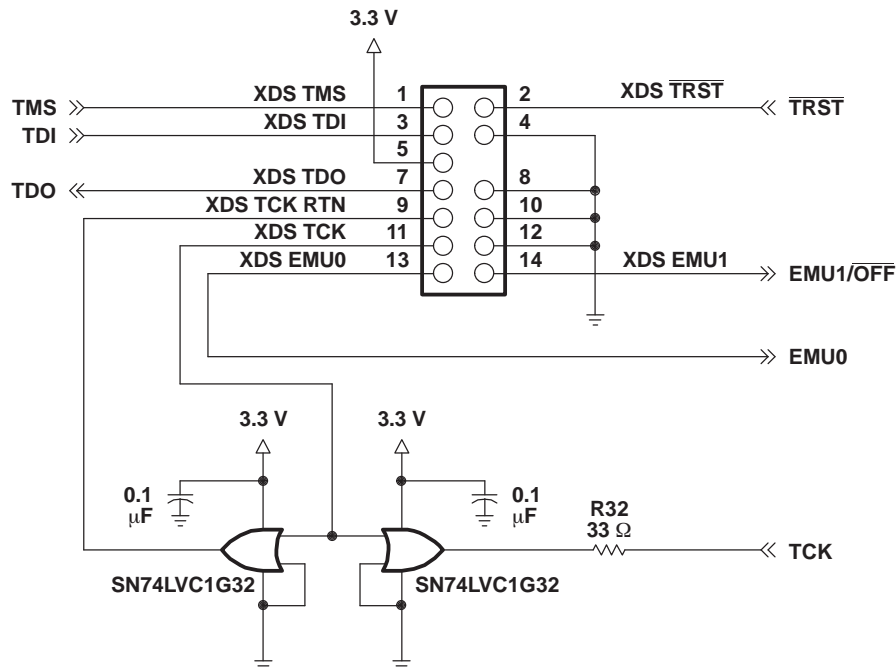 3.3 V
XDS TMS 1 2 XDS TRST
TMS TRST
XDS TDI 3 4
TDI
5
TDO XDS TDO 7 8
XDS TCK RTN 9 10
XDS TCK 11 12
XDS EMU0 13 14 XDS EMU1
EMU1/OFF
EMU0
3.3 V 3.3 V
0.1 µF
0.1 µF
R32
33 Ω
TCK
SN74LVC1G32 SN74LVC1G32